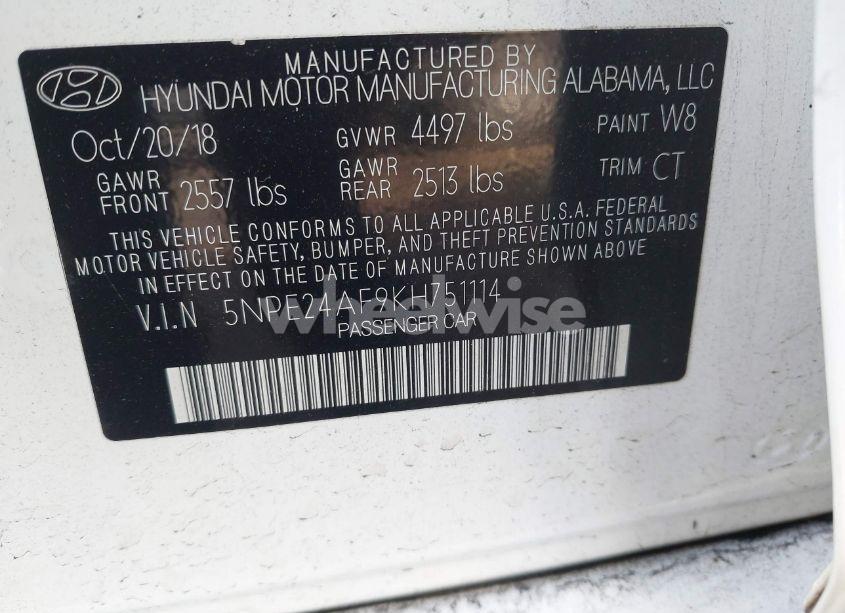 MANUFACTURED BY
HYUNDAI MOTOR MANUFACTURING ALABAMA, LLC
Oct/20/18 GVWR 4497 lbs PAINT W8
GAWR FRONT 2557 lbs GAWR REAR 2513 lbs TRIM CT
THIS VEHICLE CONFORMS TO ALL APPLICABLE U.S.A. FEDERAL
MOTOR VEHICLE SAFETY, BUMPER, AND THEFT PREVENTION STANDARDS
IN EFFECT ON THE DATE OF MANUFACTURE SHOWN ABOVE
V.I.N 5NPE24AF9KH751114
PASSENGER CAR
wheelwise